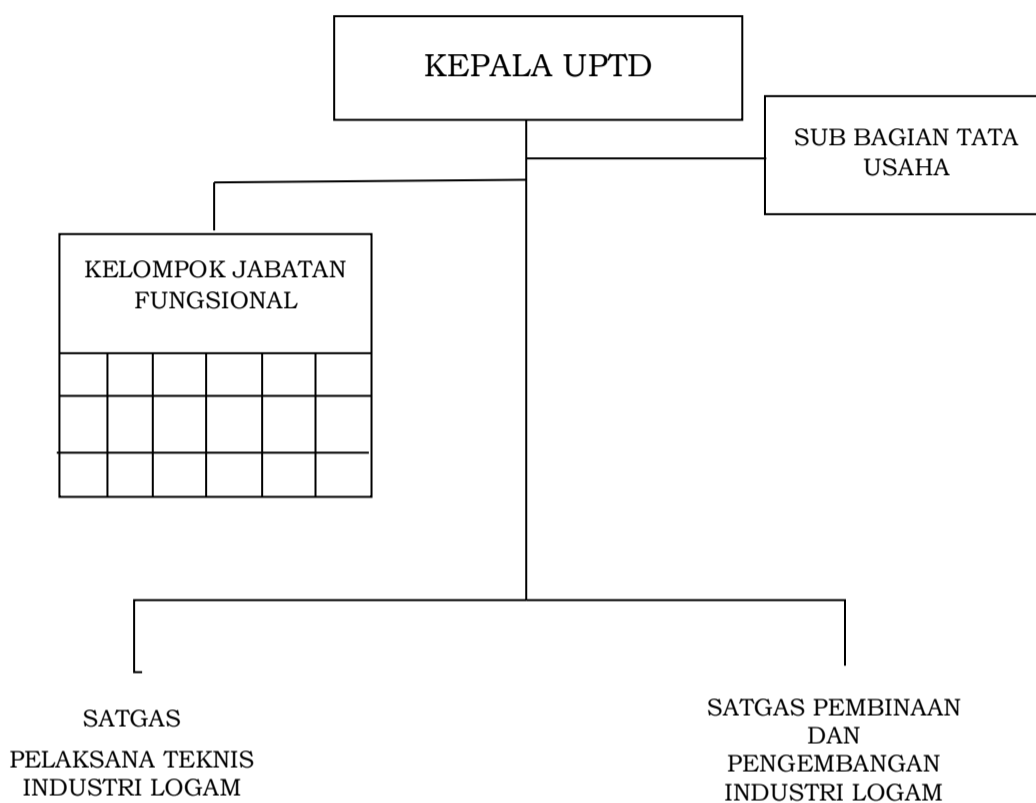 KEPALA UPTD
SUB BAGIAN TATA
USAHA
KELOMPOK JABATAN
FUNGSIONAL
SATGAS
PELAKSANA TEKNIS
INDUSTRI LOGAM
SATGAS PEMBINAAN
DAN
PENGEMBANGAN
INDUSTRI LOGAM